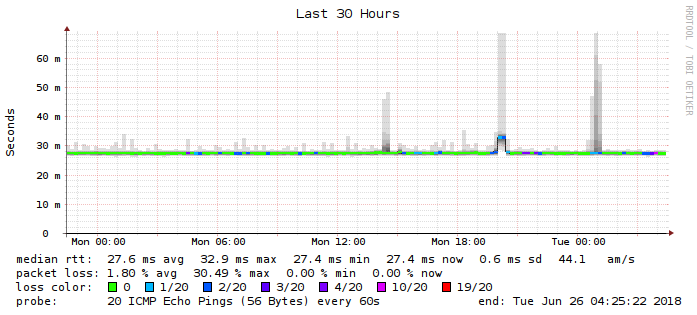 Last 30 Hours
RRDTOOL / TOBI OETIKER
Seconds
60 m
50 m
40 m
30 m
20 m
10 m
0
Mon 00:00 Mon 06:00 Mon 12:00 Mon 18:00 Tue 00:00
median rtt: 27.6 ms avg 32.9 ms max 27.4 ms min 27.4 ms now 0.6 ms sd 44.1 am/s
packet loss: 1.80 % avg 30.49 % max 0.00 % min 0.00 % now
loss color: 0 1/20 2/20 3/20 4/20 10/20 19/20
probe: 20 ICMP Echo Pings (56 Bytes) every 60s end: Tue Jun 26 04:25:22 2018